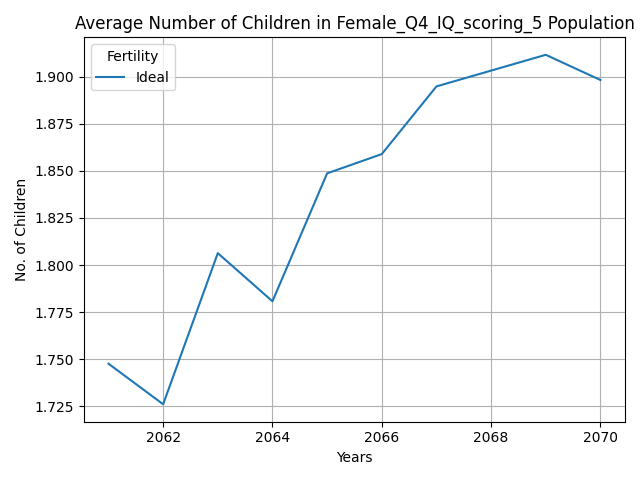 Average Number of Children in Female_Q4_IQ_scoring_5 Population
Fertility
Ideal
No. of Children
1.900
1.875
1.850
1.825
1.800
1.775
1.750
1.725
2062 2064 2066 2068 2070
Years